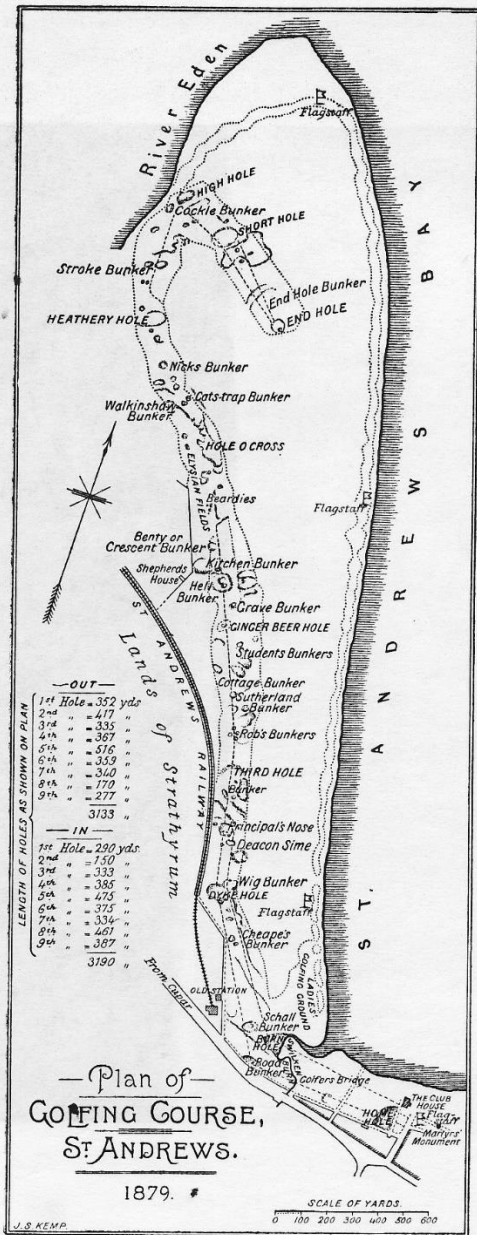 River Eden
Flagstaff
HIGH HOLE
Cockle Bunker
SHORT HOLE
Stroke Bunker
End Hole Bunker
END HOLE
HEATHERY HOLE
Nicks Bunker
Cats-trap Bunker
Walkinshaw
Bunker
HOLE O CROSS
ELYSIAN FIELDS
Beardies
Flagstaff
ST. ANDREWS BAY
Benty or
Crescent Bunker
Kitchen Bunker
Shepherds
House
Hell
Bunker
Grave Bunker
GINGER BEER HOLE
Students Bunkers
ST ANDREWS RAILWAY
Lands of Strathyrum
Cottage Bunker
Sutherland
Bunker
Rob's Bunkers
THIRD HOLE
Bunker
Principal's Nose
Deacon Sime
Wig Bunker
DYKE HOLE
Flagstaff
Cheape's
Bunker
LADIES
GOLFING GROUND
LENGTH OF HOLES AS SHOWN ON PLAN
—OUT—
1st Hole = 352 yds
2nd " = 417 "
3rd " = 335 "
4th " = 367 "
5th " = 516 "
6th " = 359 "
7th " = 340 "
8th " = 170 "
9th " = 277 "
3133 "
—IN—
1st Hole = 290 yds.
2nd " = 150 "
3rd " = 333 "
4th " = 385 "
5th " = 475 "
6th " = 375 "
7th " = 334 "
8th " = 461 "
9th " = 387 "
3190 "
From Cupar
OLD STATION
Schall
Bunker
HOLE
SWILKEN
BURN
Road
Bunker
Golfers Bridge
THE CLUB
HOUSE
HOME
HOLE
Flag-
staff
Martyrs'
Monument
—Plan of—
GOLFING COURSE,
ST ANDREWS.
1879.
SCALE OF YARDS.
0 100 200 300 400 500 600
J.S. KEMP.